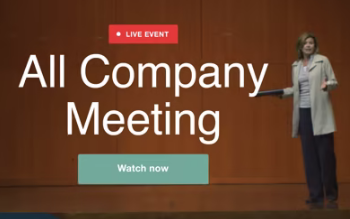 LIVE EVENT
All Company
Meeting
Watch now